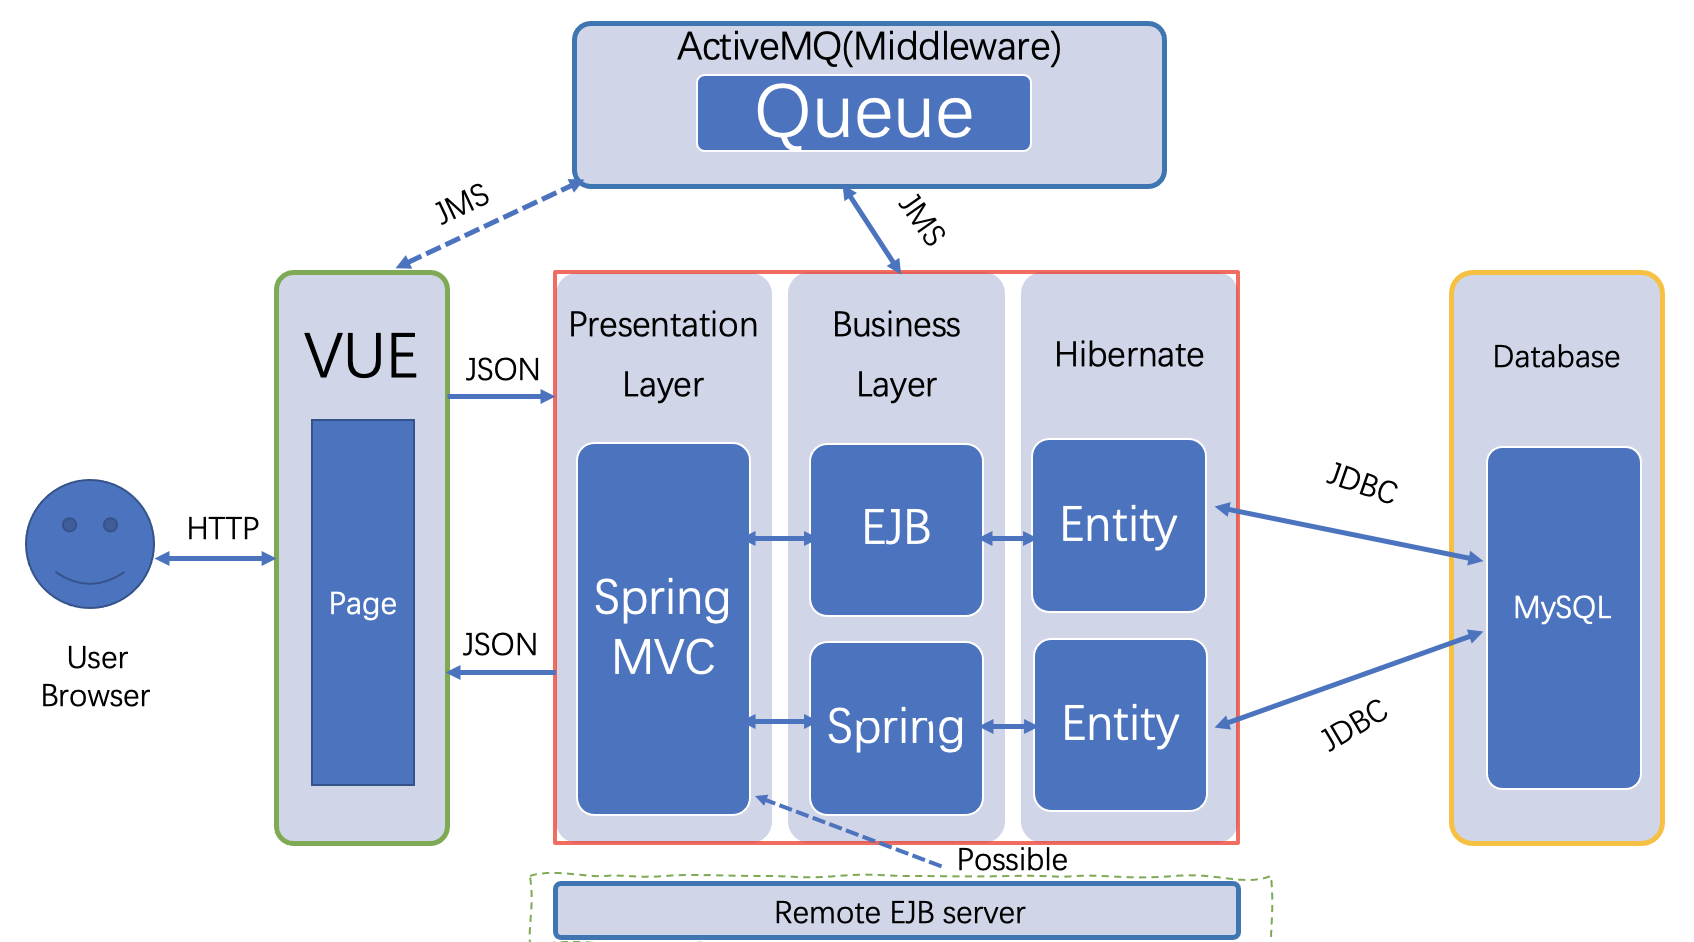 ActiveMQ(Middleware)
Queue
JMS
JMS
VUE
Page
JSON
JSON
HTTP
User
Browser
Presentation
Layer
Spring
MVC
Business
Layer
EJB
Spring
Hibernate
Entity
Entity
JDBC
JDBC
Database
MySQL
Possible
Remote EJB server